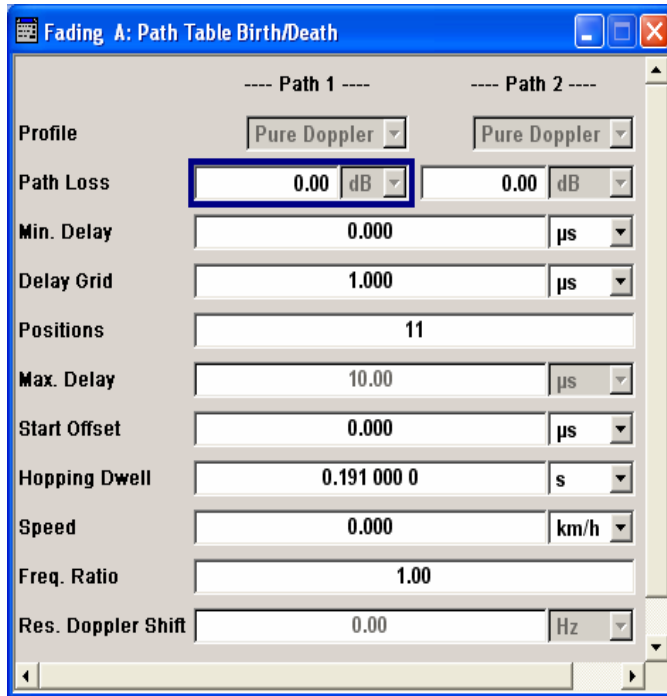 Fading A: Path Table Birth/Death
---- Path 1 ---- ---- Path 2 ----
Profile Pure Doppler Pure Doppler
Path Loss 0.00 dB 0.00 dB
Min. Delay 0.000 µs
Delay Grid 1.000 µs
Positions 11
Max. Delay 10.00 µs
Start Offset 0.000 µs
Hopping Dwell 0.191 000 0 s
Speed 0.000 km/h
Freq. Ratio 1.00
Res. Doppler Shift 0.00 Hz